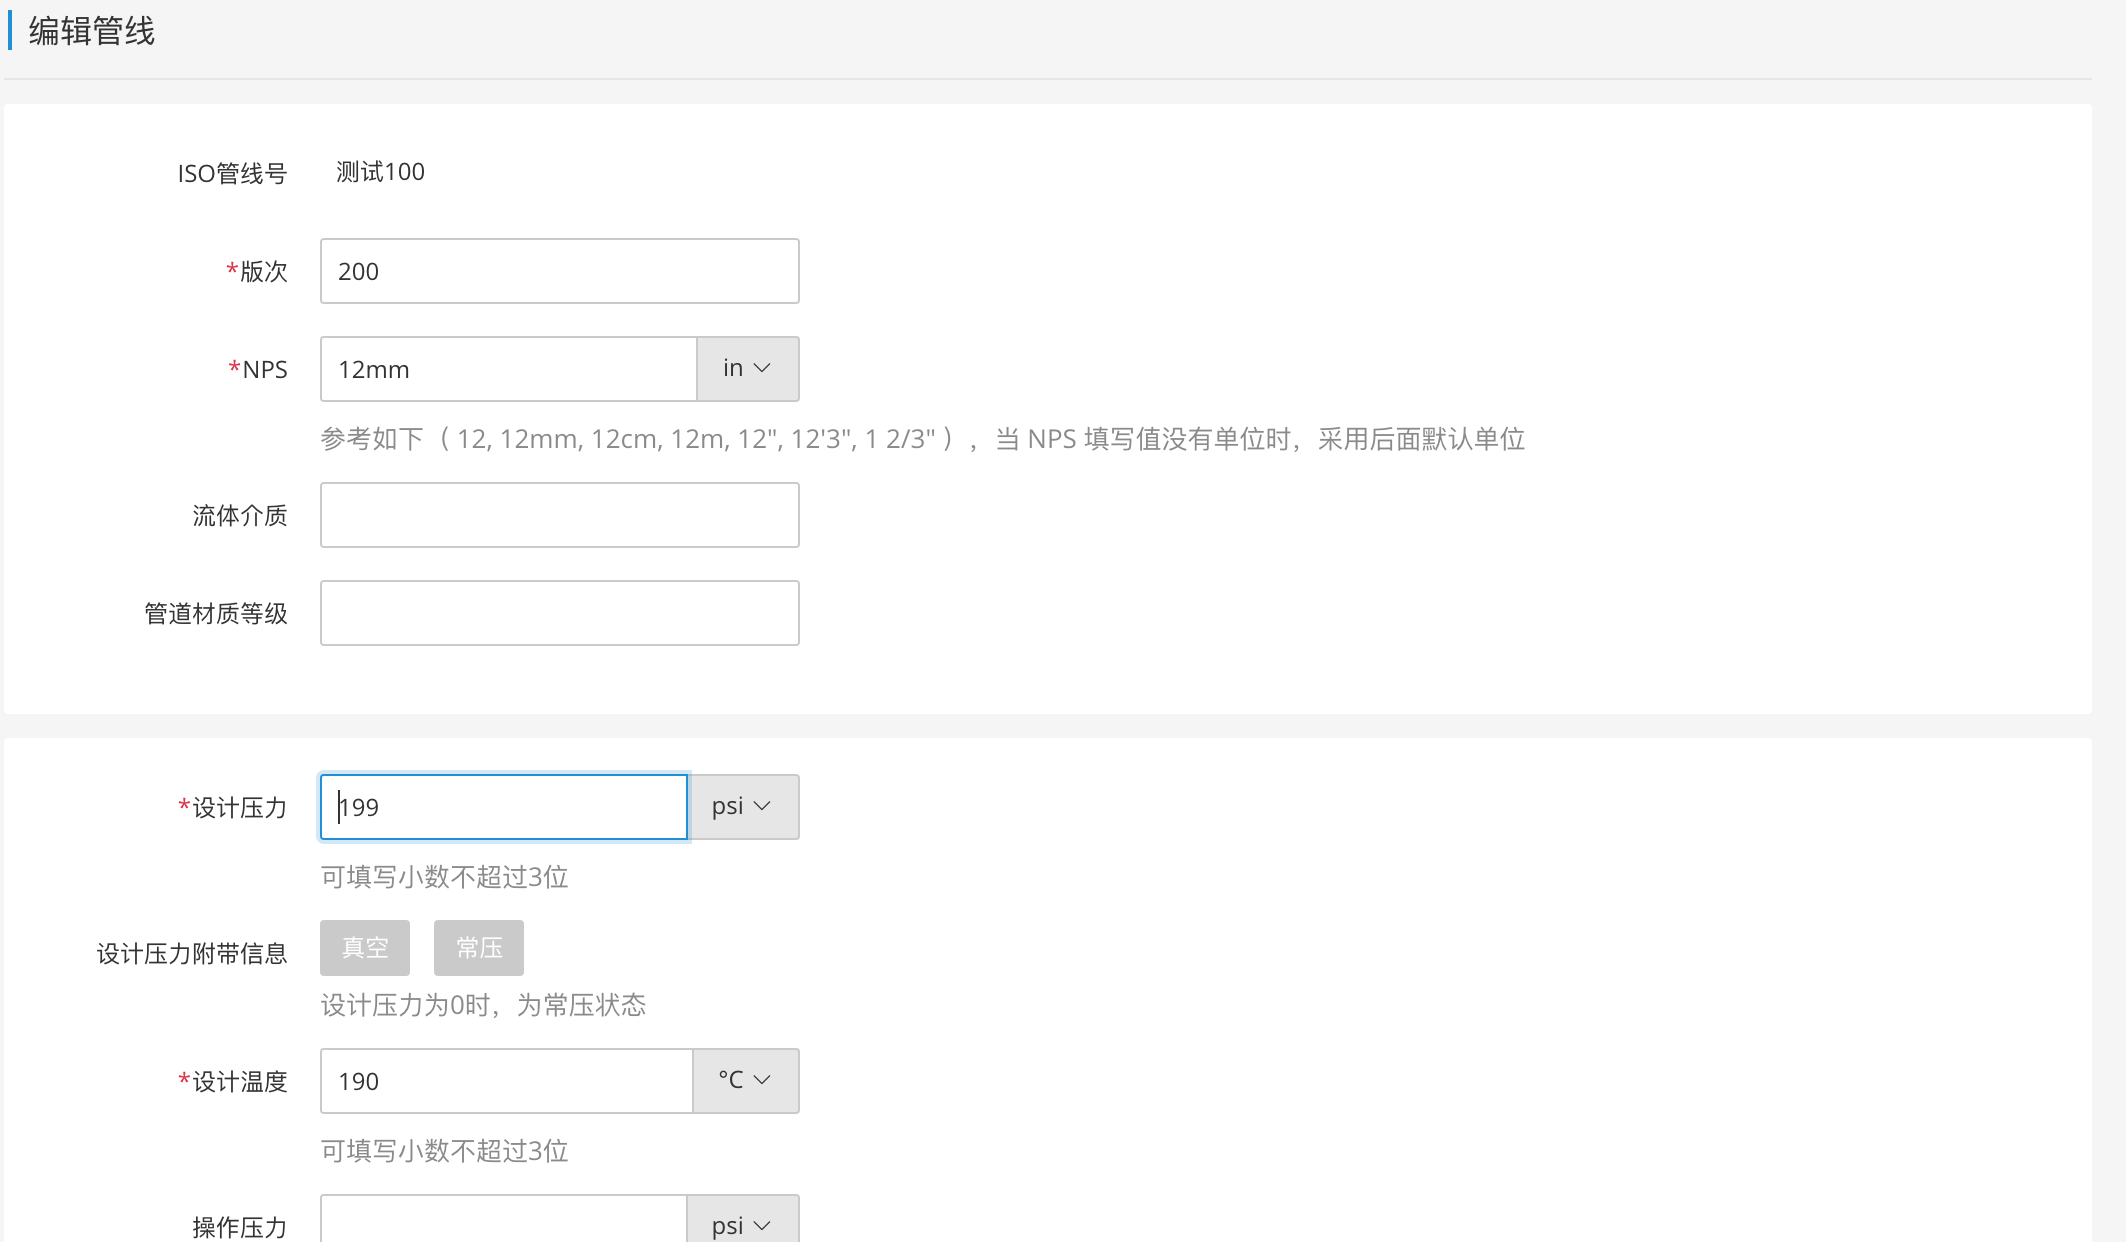 编辑管线
ISO管线号 测试100
*版次 200
*NPS 12mm in
参考如下（ 12, 12mm, 12cm, 12m, 12", 12'3", 1 2/3" ），当 NPS 填写值没有单位时，采用后面默认单位
流体介质
管道材质等级
*设计压力 199 psi
可填写小数不超过3位
设计压力附带信息 真空 常压
设计压力为0时，为常压状态
*设计温度 190 °C
可填写小数不超过3位
操作压力 psi